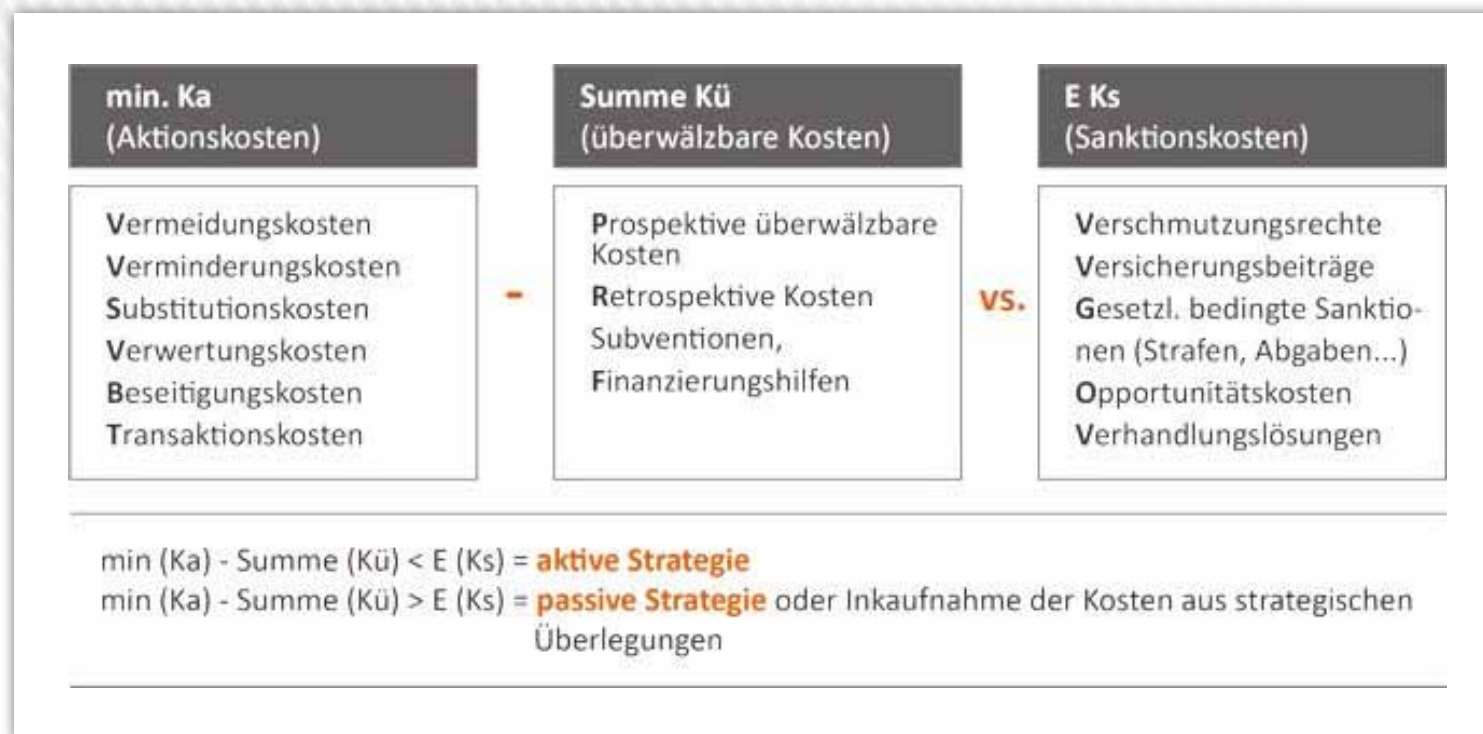 min. Ka
(Aktionskosten)
Vermeidungskosten
Verminderungskosten
Substitutionskosten
Verwertungskosten
Beseitigungskosten
Transaktionskosten
-
Summe Kü
(überwälzbare Kosten)
Prospektive überwälzbare
Kosten
Retrospektive Kosten
Subventionen,
Finanzierungshilfen
vs.
E Ks
(Sanktionskosten)
Verschmutzungsrechte
Versicherungsbeiträge
Gesetzl. bedingte Sanktio-
nen (Strafen, Abgaben...)
Opportunitätskosten
Verhandlungslösungen
min (Ka) - Summe (Kü) < E (Ks) = aktive Strategie
min (Ka) - Summe (Kü) > E (Ks) = passive Strategie oder Inkaufnahme der Kosten aus strategischen
Überlegungen